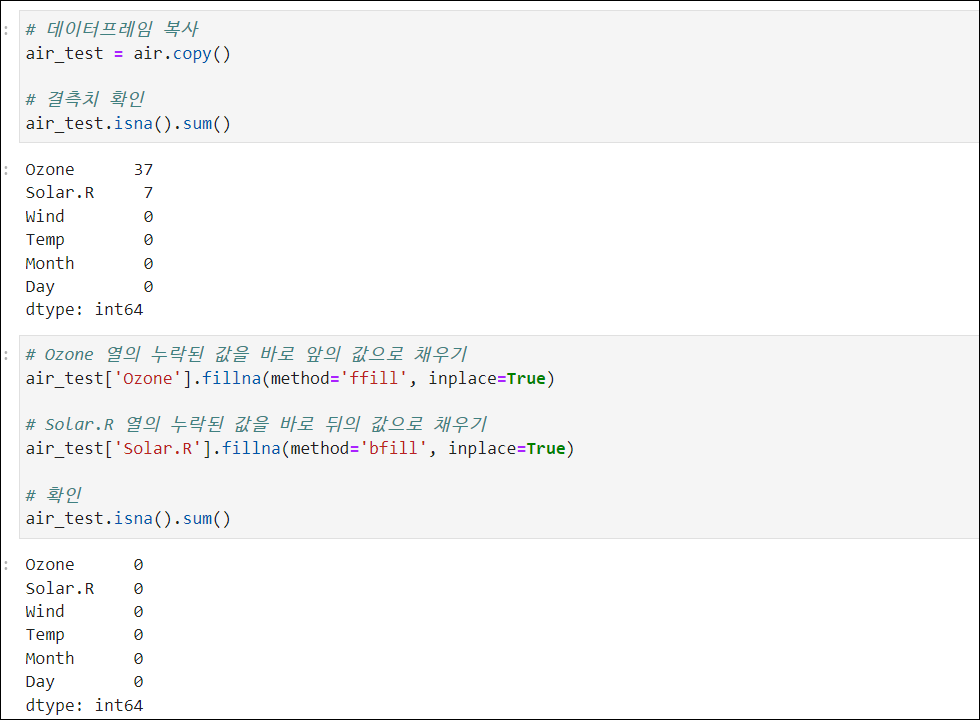 # 데이터프레임 복사
air_test = air.copy()
# 결측치 확인
air_test.isna().sum()
Ozone      37
Solar.R     7
Wind        0
Temp        0
Month       0
Day         0
dtype: int64
# Ozone 열의 누락된 값을 바로 앞의 값으로 채우기
air_test['Ozone'].fillna(method='ffill', inplace=True)
# Solar.R 열의 누락된 값을 바로 뒤의 값으로 채우기
air_test['Solar.R'].fillna(method='bfill', inplace=True)
# 확인
air_test.isna().sum()
Ozone      0
Solar.R    0
Wind       0
Temp       0
Month      0
Day        0
dtype: int64